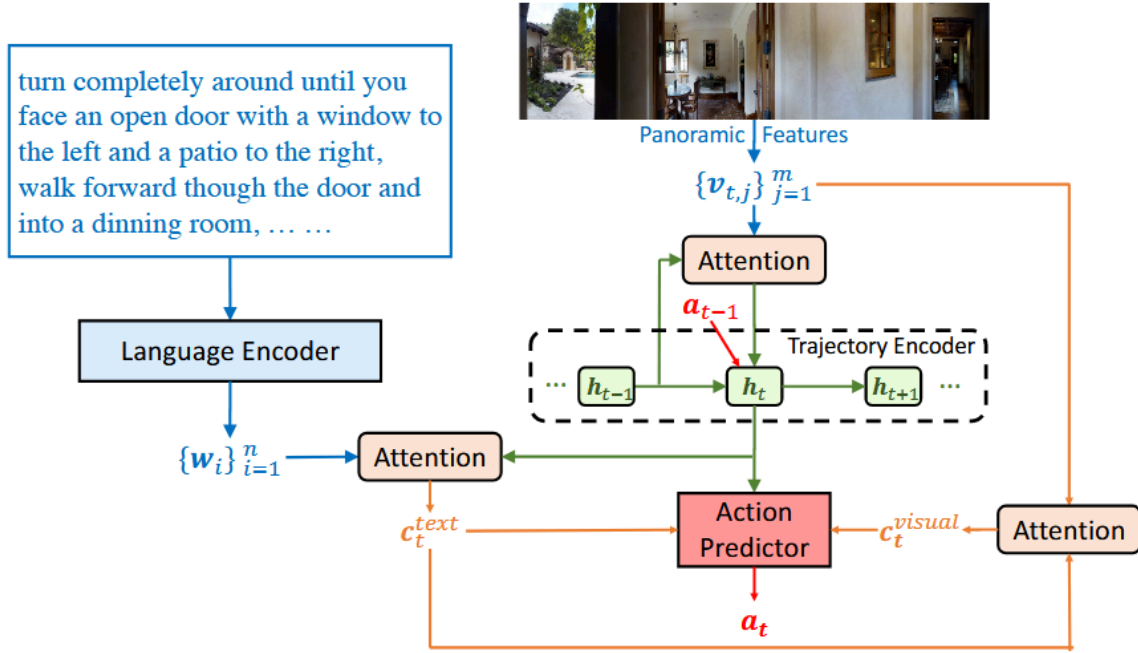 turn completely around until you
face an open door with a window to
the left and a patio to the right,
walk forward though the door and
into a dinning room, … …
Panoramic Features
{v_{t,j}}_{j=1}^{m}
Attention
a_{t−1}
Language Encoder
Trajectory Encoder
… h_{t−1} h_t h_{t+1} …
{w_i}_{i=1}^{n}
Attention
c_t^{text}
Action
Predictor
c_t^{visual}
Attention
a_t